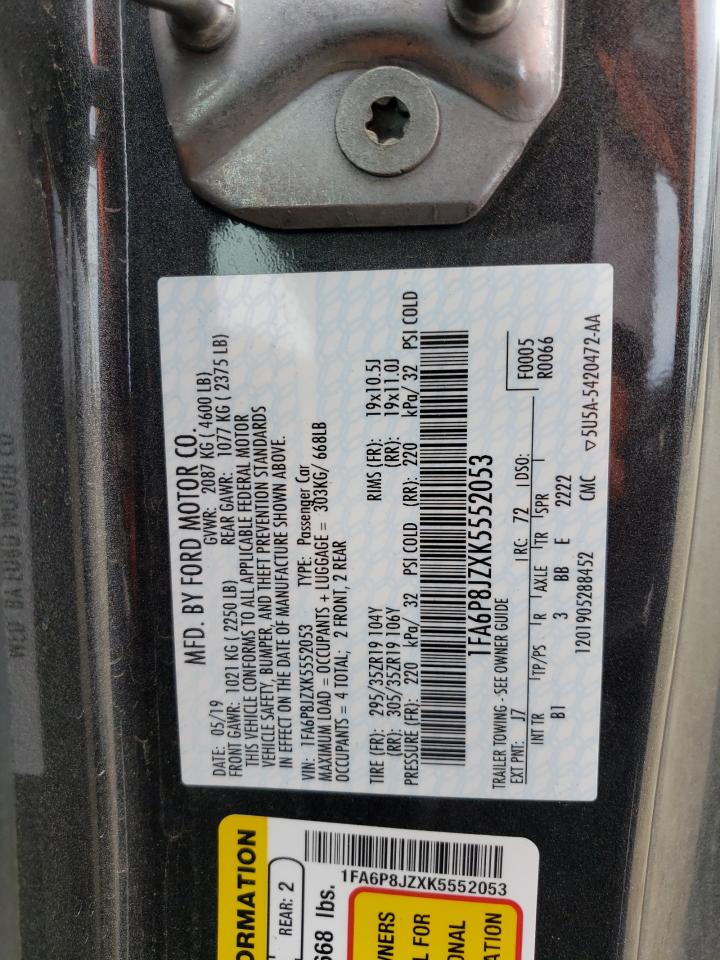 MFD. BY FORD MOTOR CO.
DATE: 05/19 GVWR: 2087 KG ( 4600 LB)
FRONT GAWR: 1021 KG ( 2250 LB) REAR GAWR: 1077 KG ( 2375 LB)
THIS VEHICLE CONFORMS TO ALL APPLICABLE FEDERAL MOTOR
VEHICLE SAFETY, BUMPER, AND THEFT PREVENTION STANDARDS
IN EFFECT ON THE DATE OF MANUFACTURE SHOWN ABOVE.
VIN: 1FA6P8JZXK5552053 TYPE: Passenger Car
MAXIMUM LOAD = OCCUPANTS + LUGGAGE = 303KG/ 668LB
OCCUPANTS = 4 TOTAL; 2 FRONT, 2 REAR
TIRE (FR): 295/35ZR19 104Y RIMS (FR): 19x10.5J
(RR): 305/35ZR19 106Y (RR): 19x11.0J
PRESSURE (FR): 220 kPa/ 32 PSI COLD (RR): 220 kPa/ 32 PSI COLD
1FA6P8JZXK5552053
TRAILER TOWING - SEE OWNER GUIDE
F0005
EXT PNT: J7 RC: 72 DSO: R0066
INT TR TP/PS R AXLE TR SPR
B1 3 BB E 2222
1201905288452 CMC ▽5U5A-5420472-AA
ORMATION
REAR: 2
668 lbs.
1FA6P8JZXK5552053
NERS
L FOR
ONAL
ATION